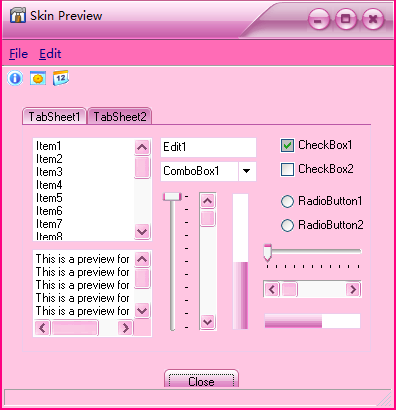 Skin Preview
File Edit
12
TabSheet1 TabSheet2
Item1
Item2
Item3
Item4
Item5
Item6
Item7
Item8
This is a preview for
This is a preview for
This is a preview for
This is a preview for
This is a preview for
Edit1
ComboBox1
CheckBox1
CheckBox2
RadioButton1
RadioButton2
Close